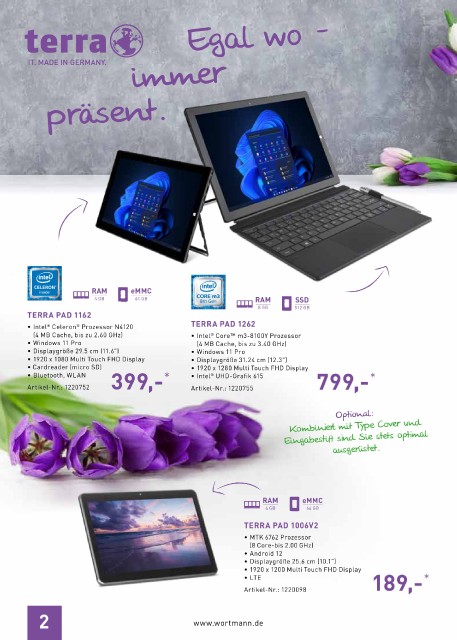 terra
IT. MADE IN GERMANY.
Egal wo -
immer
präsent.
intel
CELERON
RAM
4 GB
eMMC
64 GB
intel
CORE m3
8th Gen
RAM
8 GB
SSD
512 GB
TERRA PAD 1162
• Intel® Celeron® Prozessor N4120
(4 MB Cache, bis zu 2.60 GHz)
• Windows 11 Pro
• Displaygröße 29.5 cm (11.6")
• 1920 x 1080 Multi Touch FHD Display
• Cardreader (micro SD)
• Bluetooth, WLAN
Artikel-Nr.: 1220752
399,-*
TERRA PAD 1262
• Intel® Core™ m3-8100Y Prozessor
(4 MB Cache, bis zu 3.40 GHz)
• Windows 11 Pro
• Displaygröße 31.24 cm (12.3")
• 1920 x 1280 Multi Touch FHD Display
• Intel® UHD-Grafik 615
Artikel-Nr.: 1220755
799,-*
Optional:
Kombiniert mit Type Cover und
Eingabestift sind Sie stets optimal
ausgerüstet.
RAM
4 GB
eMMC
64 GB
TERRA PAD 1006V2
• MTK 6762 Prozessor
(8 Core-bis 2.00 GHz)
• Android 12
• Displaygröße 25.6 cm (10.1")
• 1920 x 1200 Multi Touch FHD Display
• LTE
Artikel-Nr.: 1220098
189,-*
2
www.wortmann.de